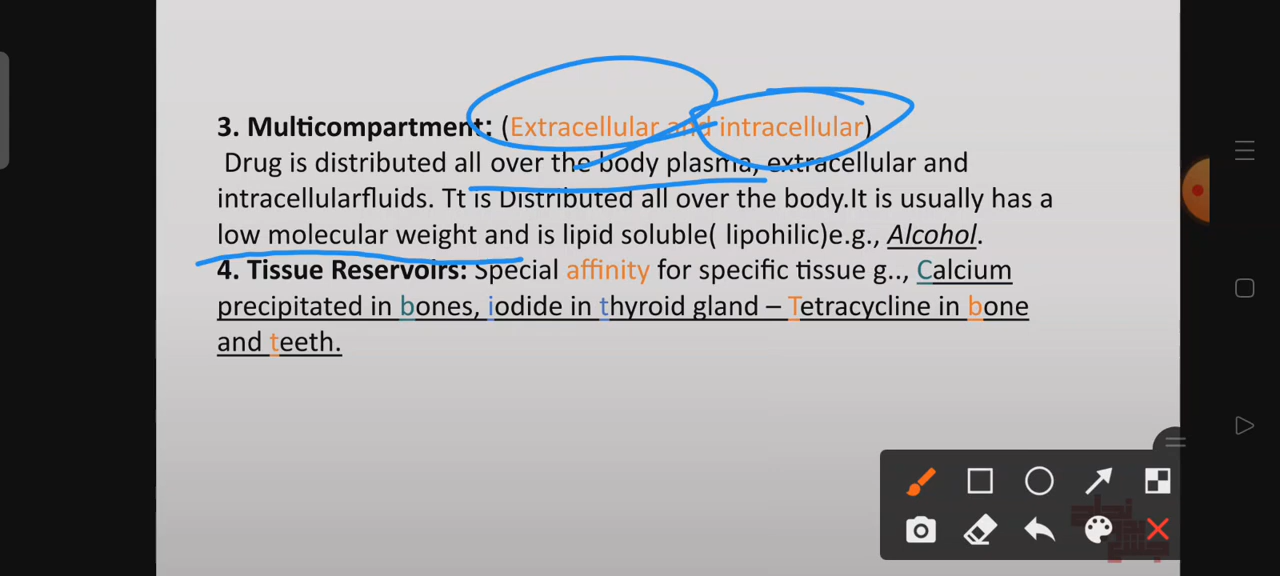 3. Multicompartment: (Extracellular and intracellular)
Drug is distributed all over the body plasma, extracellular and
intracellularfluids. Tt is Distributed all over the body.It is usually has a
low molecular weight and is lipid soluble( lipohilic)e.g., Alcohol.
4. Tissue Reservoirs: Special affinity for specific tissue g.., Calcium
precipitated in bones, iodide in thyroid gland – Tetracycline in bone
and teeth.